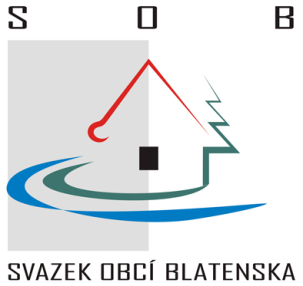 S O B
SVAZEK OBCÍ BLATENSKA